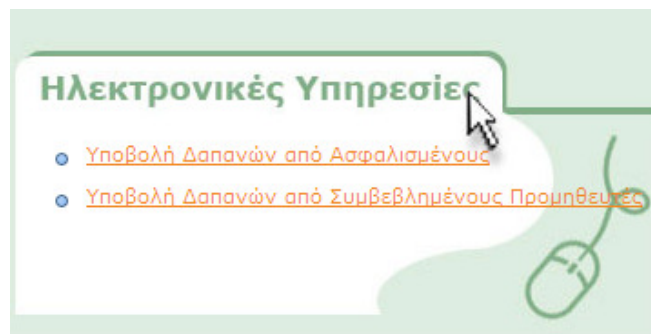 Ηλεκτρονικές Υπηρεσίες
Υποβολή Δαπανών από Ασφαλισμένους
Υποβολή Δαπανών από Συμβεβλημένους Προμηθευτές